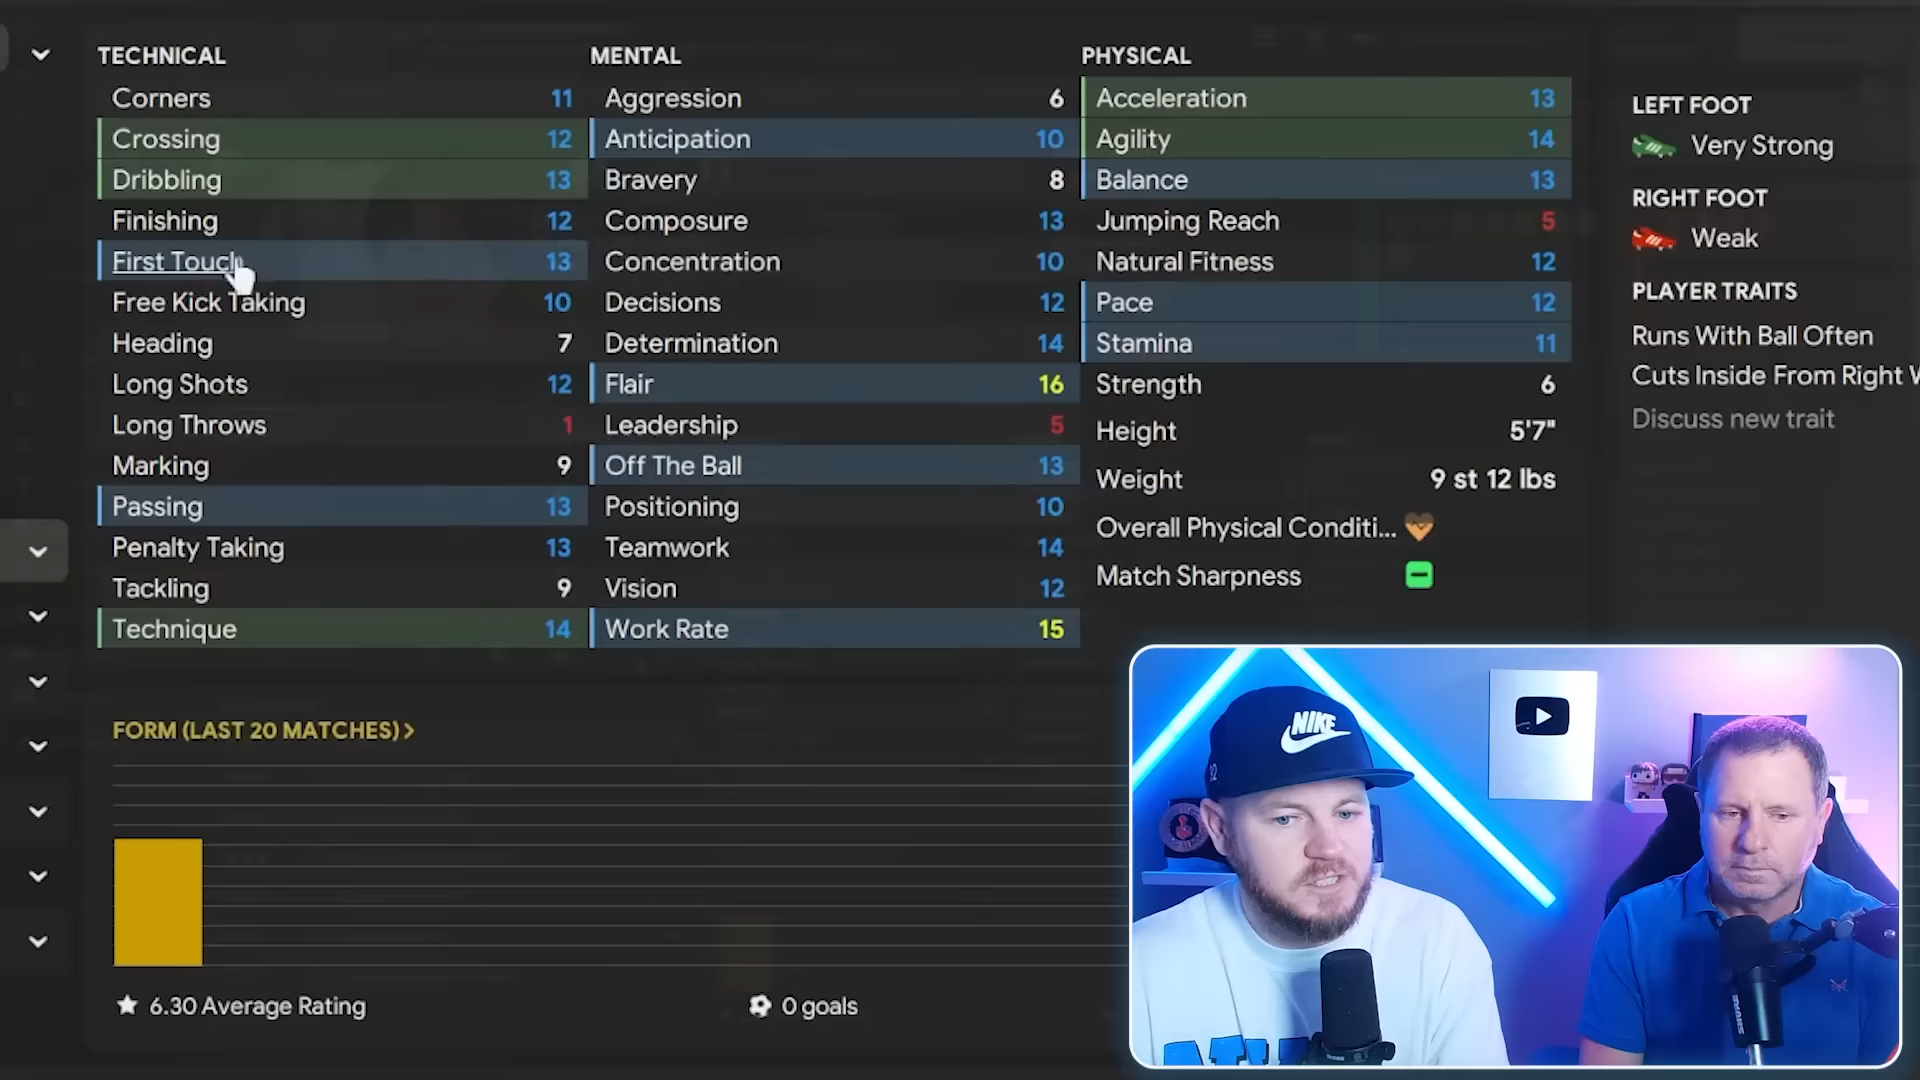 TECHNICAL
Corners 11
Crossing 12
Dribbling 13
Finishing 12
First Touch 13
Free Kick Taking 10
Heading 7
Long Shots 12
Long Throws 1
Marking 9
Passing 13
Penalty Taking 13
Tackling 9
Technique 14
MENTAL
Aggression 6
Anticipation 10
Bravery 8
Composure 13
Concentration 10
Decisions 12
Determination 14
Flair 16
Leadership 5
Off The Ball 13
Positioning 10
Teamwork 14
Vision 12
Work Rate 15
PHYSICAL
Acceleration 13
Agility 14
Balance 13
Jumping Reach 5
Natural Fitness 12
Pace 12
Stamina 11
Strength 6
Height 5'7"
Weight 9 st 12 lbs
Overall Physical Conditi...
Match Sharpness
LEFT FOOT
Very Strong
RIGHT FOOT
Weak
PLAYER TRAITS
Runs With Ball Often
Cuts Inside From Right W
Discuss new trait
FORM (LAST 20 MATCHES) >
6.30 Average Rating
0 goals
NIKE
SHURE